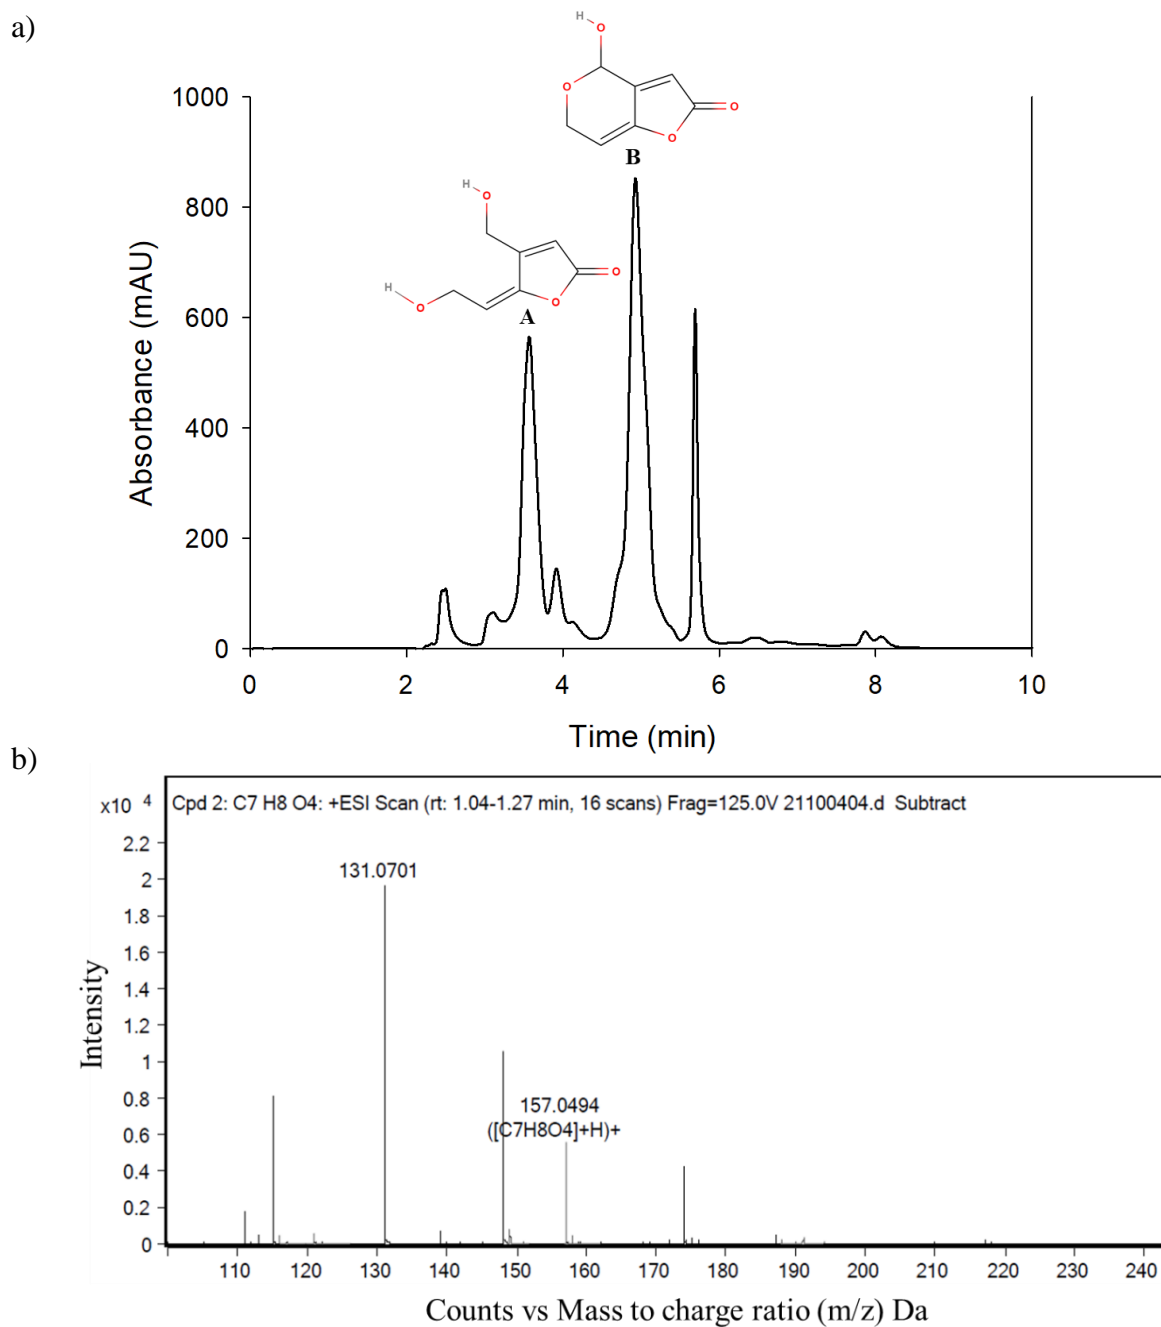 a)
H
O
O
O
O
B
H
O
O
H
O
O
A
1000
800
600
400
200
0
Absorbance (mAU)
0 2 4 6 8 10
Time (min)
b)
x10 4
Cpd 2: C7 H8 O4: +ESI Scan (rt: 1.04-1.27 min, 16 scans) Frag=125.0V 21100404.d Subtract
2.2
2
1.8
1.6
1.4
1.2
1
0.8
0.6
0.4
0.2
0
Intensity
131.0701
157.0494
([C7H8O4]+H)+
110 120 130 140 150 160 170 180 190 200 210 220 230 240
Counts vs Mass to charge ratio (m/z) Da